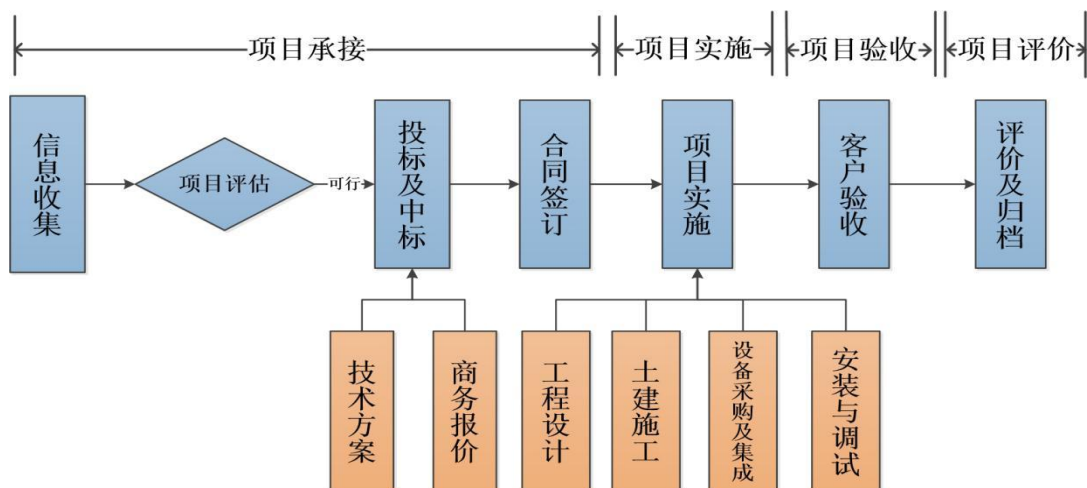 项目承接
项目实施
项目验收
项目评价
信息收集
项目评估
可行
投标及中标
合同签订
项目实施
客户验收
评价及归档
技术方案
商务报价
工程设计
土建施工
设备采购及集成
安装与调试